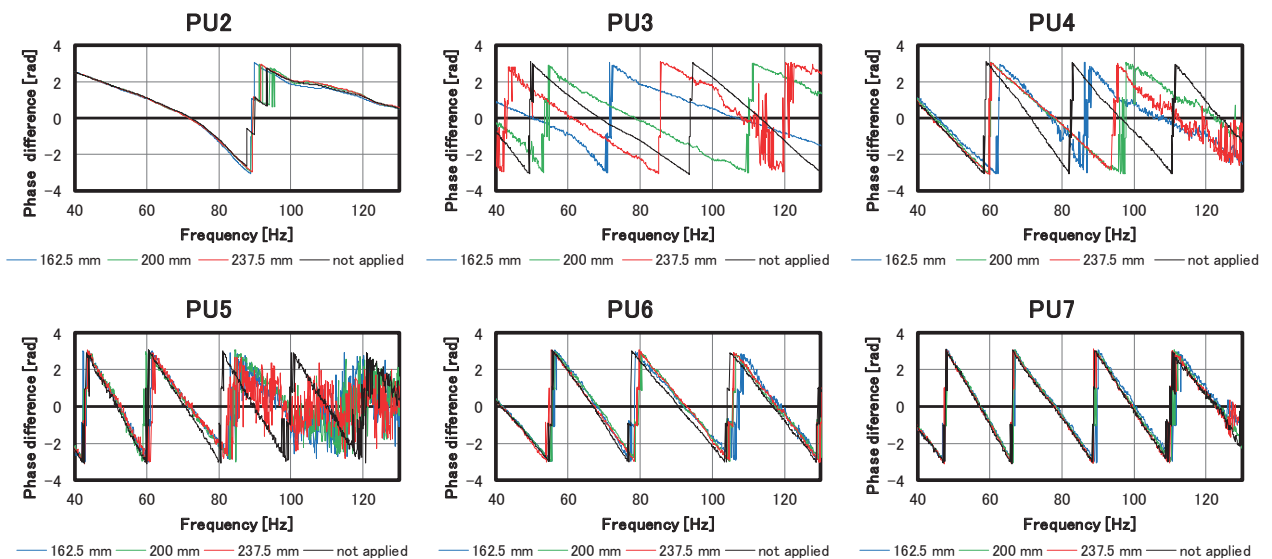 PU2
Phase difference [rad]
4
2
0
−2
−4
40 60 80 100 120
Frequency [Hz]
162.5 mm 200 mm 237.5 mm not applied
PU3
Phase difference [rad]
4
2
0
−2
−4
40 60 80 100 120
Frequency [Hz]
162.5 mm 200 mm 237.5 mm not applied
PU4
Phase difference [rad]
4
2
0
−2
−4
40 60 80 100 120
Frequency [Hz]
162.5 mm 200 mm 237.5 mm not applied
PU5
Phase difference [rad]
4
2
0
−2
−4
40 60 80 100 120
Frequency [Hz]
162.5 mm 200 mm 237.5 mm not applied
PU6
Phase difference [rad]
4
2
0
−2
−4
40 60 80 100 120
Frequency [Hz]
162.5 mm 200 mm 237.5 mm not applied
PU7
Phase difference [rad]
4
2
0
−2
−4
40 60 80 100 120
Frequency [Hz]
162.5 mm 200 mm 237.5 mm not applied